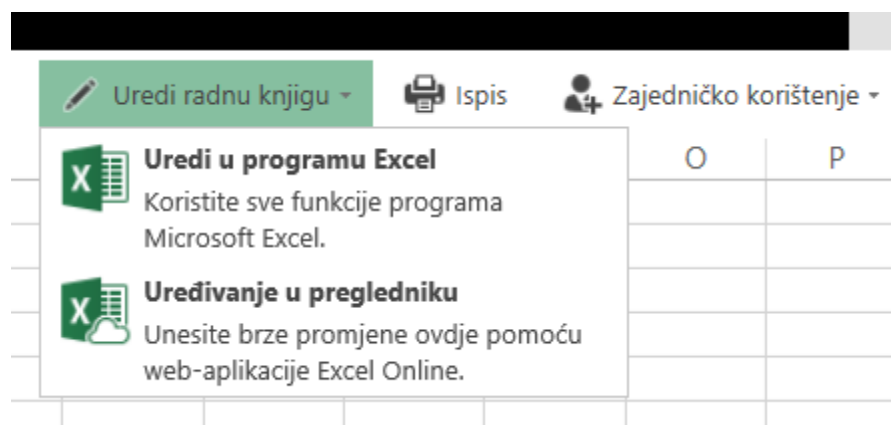 Uredi radnu knjigu Ispis Zajedničko korištenje
Uredi u programu Excel O P
Koristite sve funkcije programa
Microsoft Excel.
Uređivanje u pregledniku
Unesite brze promjene ovdje pomoću
web-aplikacije Excel Online.